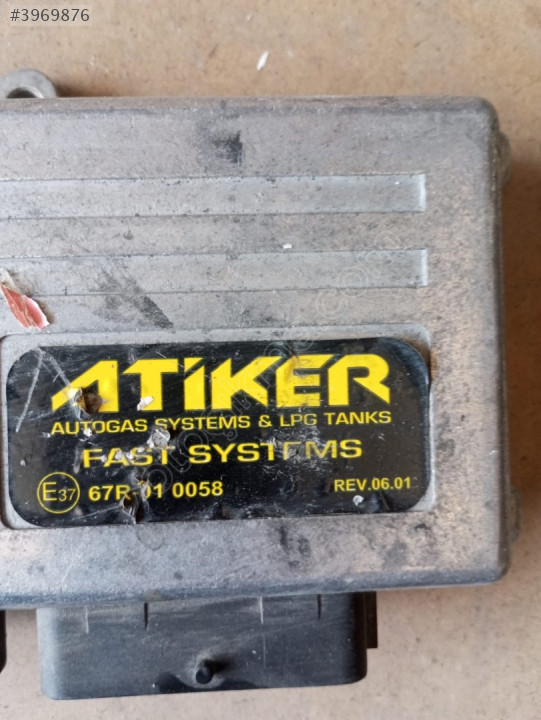 #3969876
ATiKER
AUTOGAS SYSTEMS & LPG TANKS
FAST SYSTEMS
E37 67R-01 0058 REV.06.01